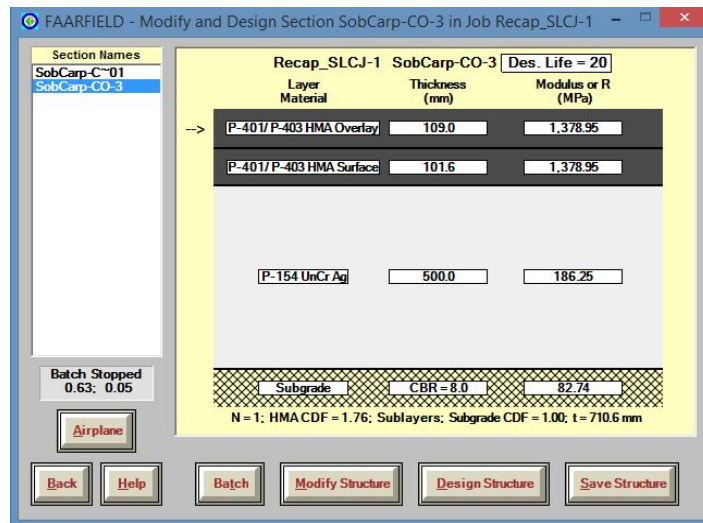 FAARFIELD - Modify and Design Section SobCarp-CO-3 in Job Recap_SLCJ-1
Section Names
SobCarp-C~01
SobCarp-CO-3
Batch Stopped
0.63; 0.05
Airplane
Back
Help
Recap_SLCJ-1 SobCarp-CO-3 Des. Life = 20
Layer Material
Thickness (mm)
Modulus or R (MPa)
--> P-401/ P-403 HMA Overlay 109.0 1,378.95
P-401/ P-403 HMA Surface 101.6 1,378.95
P-154 UnCr Ag 500.0 186.25
Subgrade CBR = 8.0 82.74
N = 1; HMA CDF = 1.76; Sublayers; Subgrade CDF = 1.00; t = 710.6 mm
Batch
Modify Structure
Design Structure
Save Structure